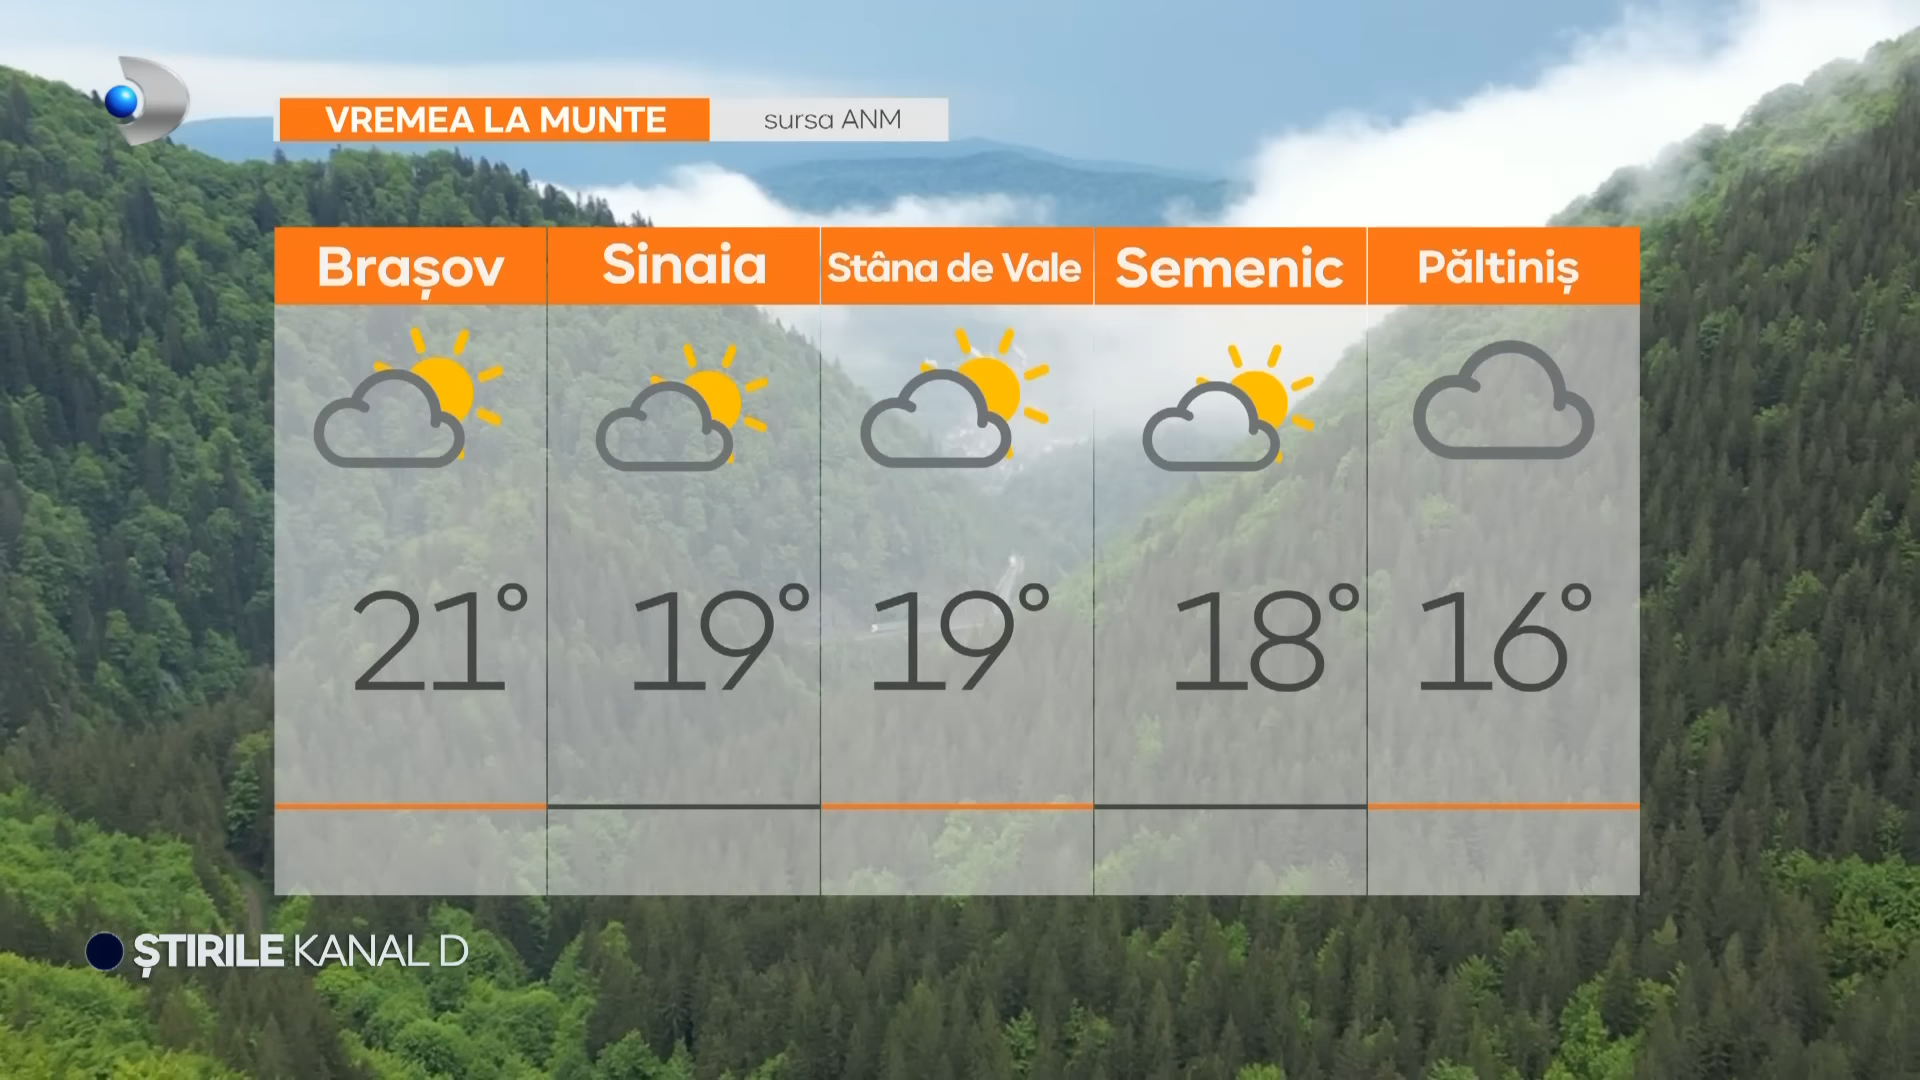 VREMEA LA MUNTE sursa ANM
Brașov Sinaia Stâna de Vale Semenic Păltiniș
21° 19° 19° 18° 16°
ȘTIRILE KANAL D